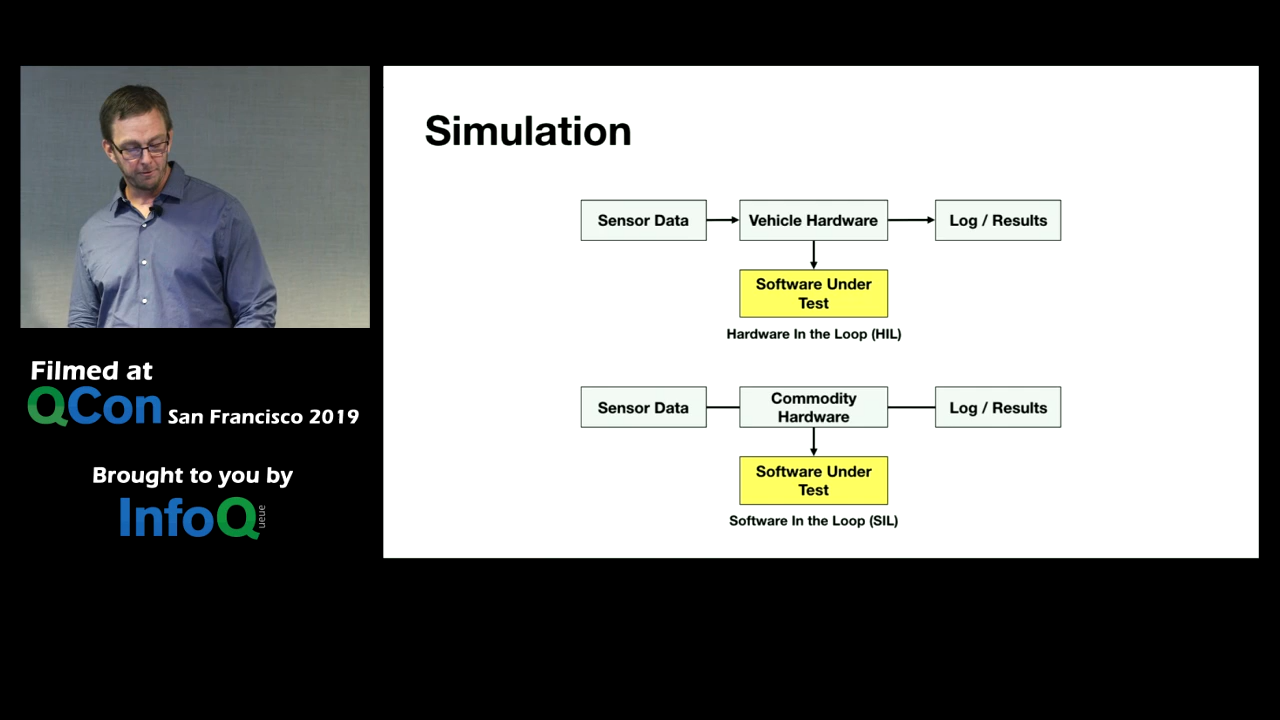 Simulation
Sensor Data
Vehicle Hardware
Log / Results
Software Under
Test
Hardware In the Loop (HIL)
Sensor Data
Commodity
Hardware
Log / Results
Software Under
Test
Software In the Loop (SIL)
Filmed at
QCon San Francisco 2019
Brought to you by
InfoQueue